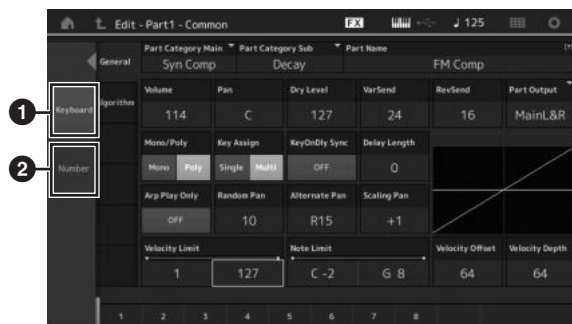 Edit - Part1 - Common
FX
125
Part Category Main
Part Category Sub
Part Name
General
Syn Comp
Decay
FM Comp
Volume
Pan
Dry Level
VarSend
RevSend
Part Output
1
Keyboard
Algorithm
114
C
127
24
16
MainL&R
Mono/Poly
Key Assign
KeyOnDly Sync
Delay Length
2
Number
Mono
Poly
Single
Multi
OFF
0
Arp Play Only
Random Pan
Alternate Pan
Scaling Pan
OFF
10
R15
+1
Velocity Limit
Note Limit
Velocity Offset
Velocity Depth
1
127
C -2
G 8
64
64
1 2 3 4 5 6 7 8